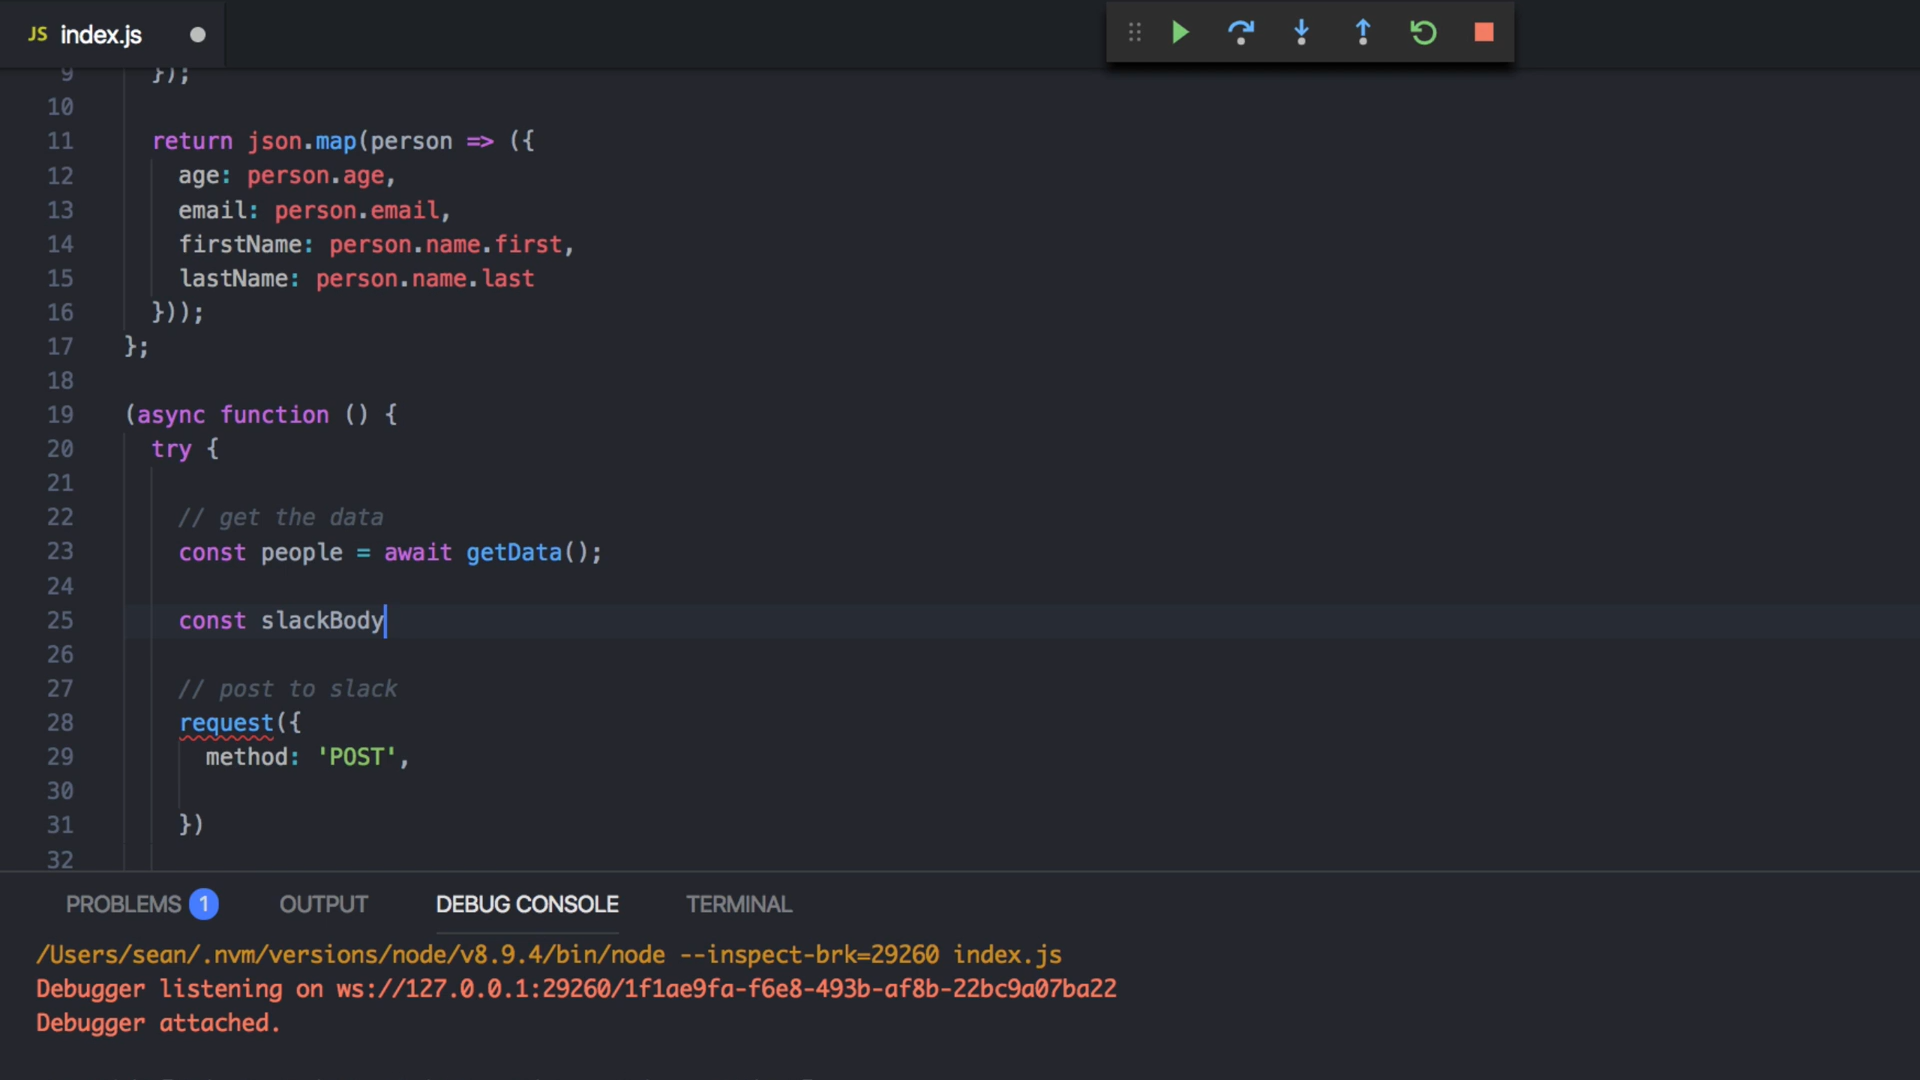 JS index.js
9 });
10
11 return json.map(person => ({
12 age: person.age,
13 email: person.email,
14 firstName: person.name.first,
15 lastName: person.name.last
16 }));
17 };
18
19 (async function () {
20 try {
21
22 // get the data
23 const people = await getData();
24
25 const slackBody
26
27 // post to slack
28 request({
29 method: 'POST',
30
31 })
32
PROBLEMS 1 OUTPUT DEBUG CONSOLE TERMINAL
/Users/sean/.nvm/versions/node/v8.9.4/bin/node --inspect-brk=29260 index.js
Debugger listening on ws://127.0.0.1:29260/1f1ae9fa-f6e8-493b-af8b-22bc9a07ba22
Debugger attached.